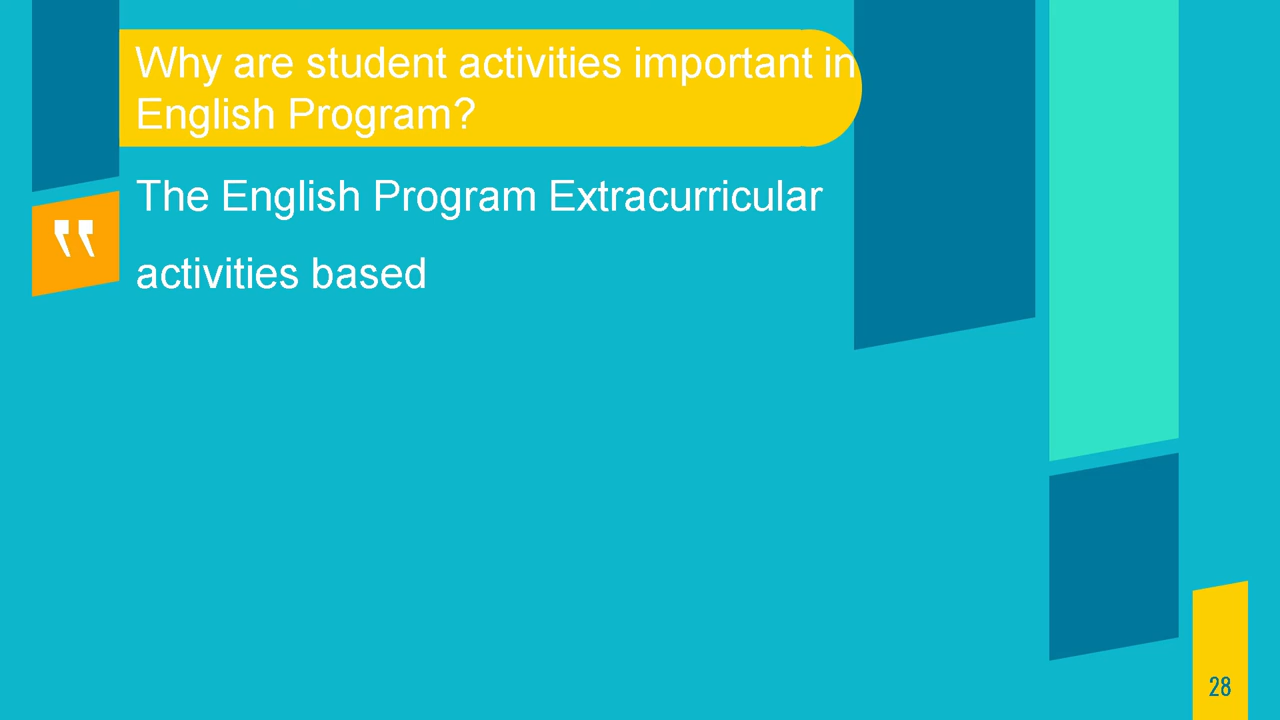 Why are student activities important in
English Program?
The English Program Extracurricular
"
activities based
28